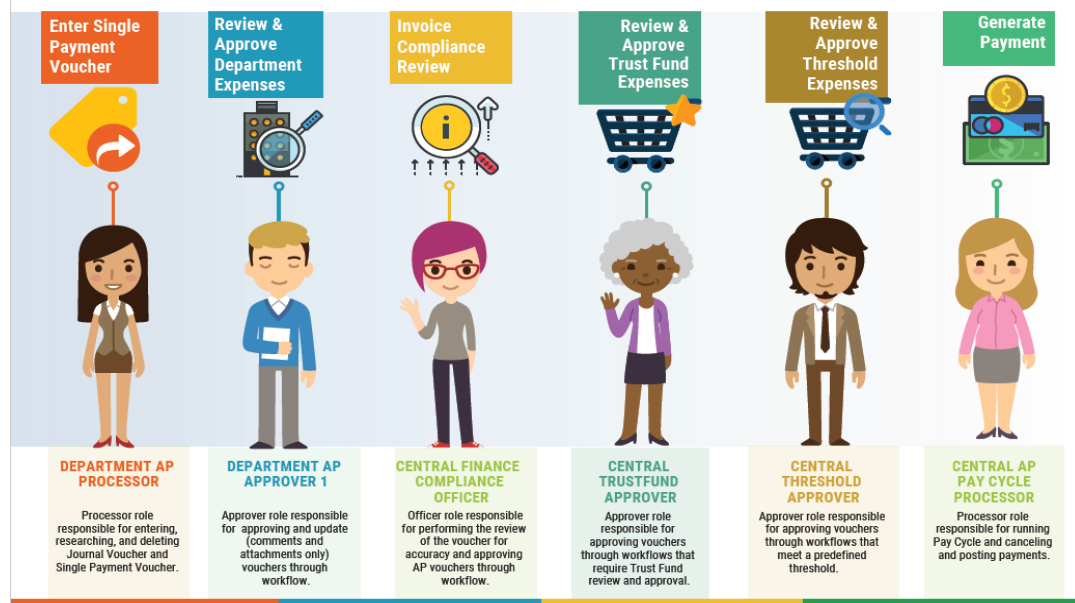 Enter Single
Payment
Voucher
Review &
Approve
Department
Expenses
Invoice
Compliance
Review
Review &
Approve
Trust Fund
Expenses
Review &
Approve
Threshold
Expenses
Generate
Payment
DEPARTMENT AP
PROCESSOR
Processor role
responsible for entering,
researching, and deleting
Journal Voucher and
Single Payment Voucher.
DEPARTMENT AP
APPROVER 1
Approver role responsible
for approving and update
(comments and
attachments only)
vouchers through
workflow.
CENTRAL FINANCE
COMPLIANCE
OFFICER
Officer role responsible
for performing the review
of the voucher for
accuracy and approving
AP vouchers through
workflow.
CENTRAL
TRUSTFUND
APPROVER
Approver role
responsible for
approving vouchers
through workflows that
require Trust Fund
review and approval.
CENTRAL
THRESHOLD
APPROVER
Approver role responsible
for approving vouchers
through workflows that
meet a predefined
threshold.
CENTRAL AP
PAY CYCLE
PROCESSOR
Processor role
responsible for running
Pay Cycle and canceling
and posting payments.